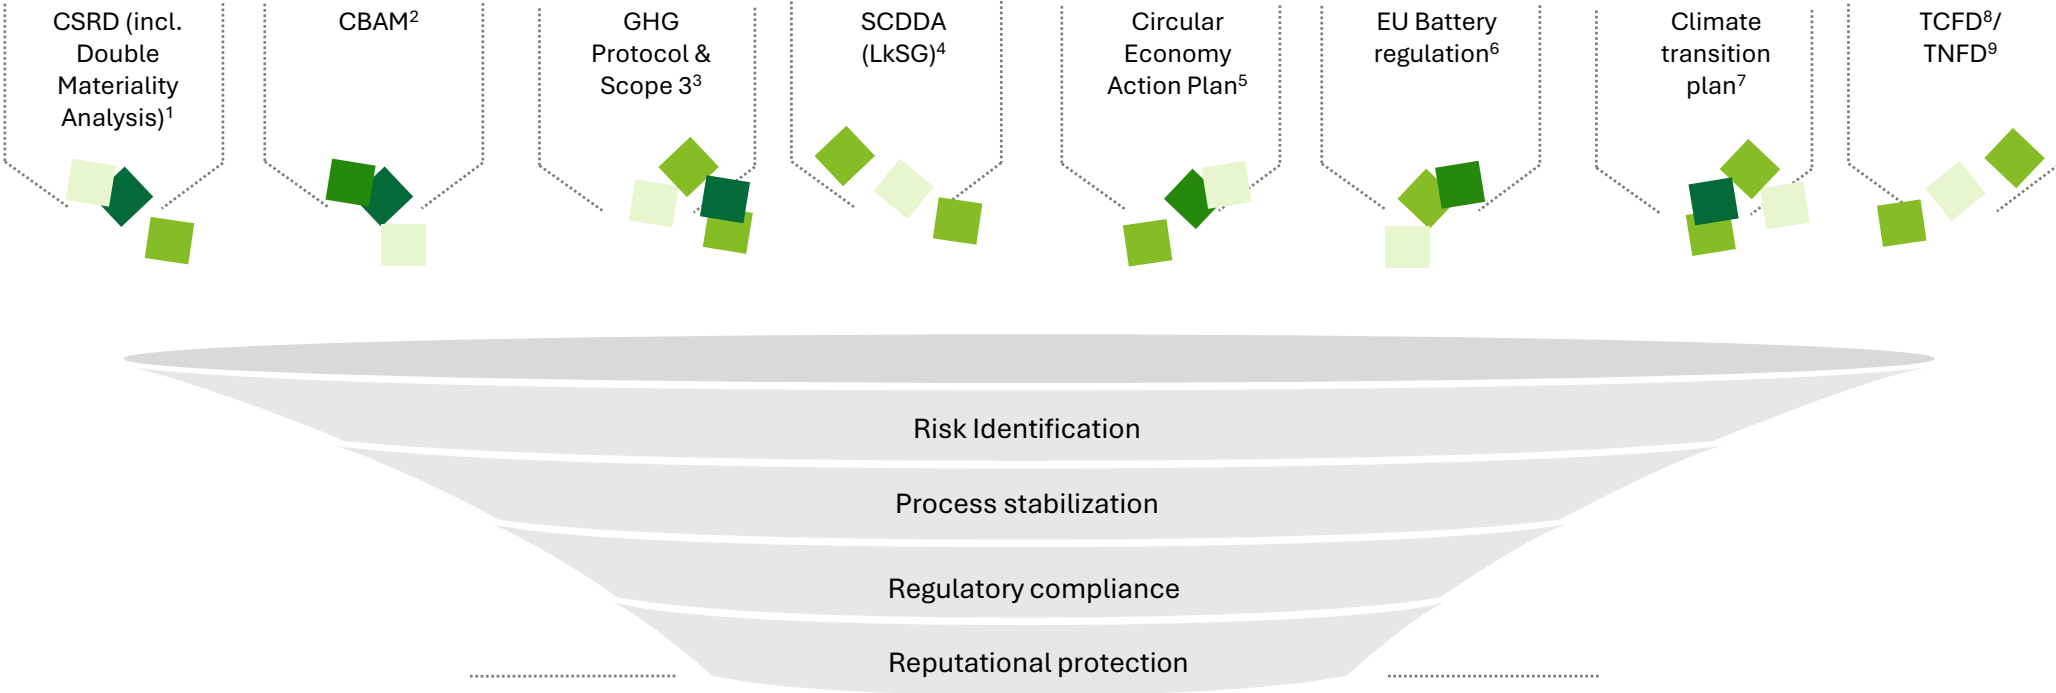 CSRD (incl.
Double
Materiality
Analysis)¹
CBAM²
GHG
Protocol &
Scope 3³
SCDDA
(LkSG)⁴
Circular
Economy
Action Plan⁵
EU Battery
regulation⁶
Climate
transition
plan⁷
TCFD⁸/
TNFD⁹
Risk Identification
Process stabilization
Regulatory compliance
Reputational protection